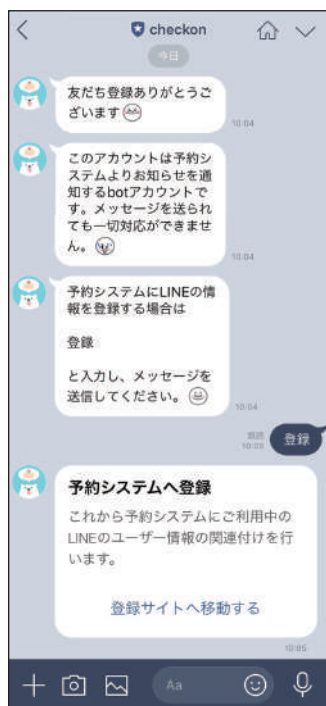 checkon
今日
友だち登録ありがとうご
ざいます
10:04
このアカウントは予約シ
ステムよりお知らせを通
知するbotアカウントで
す。メッセージを送られ
ても一切対応ができませ
ん。
10:04
予約システムにLINEの情
報を登録する場合は
登録
と入力し、メッセージを
送信してください。
10:04
既読
登録
予約システムへ登録
これから予約システムにご利用中の
LINEのユーザー情報の関連付けを行
います。
登録サイトへ移動する
10:05
Aa